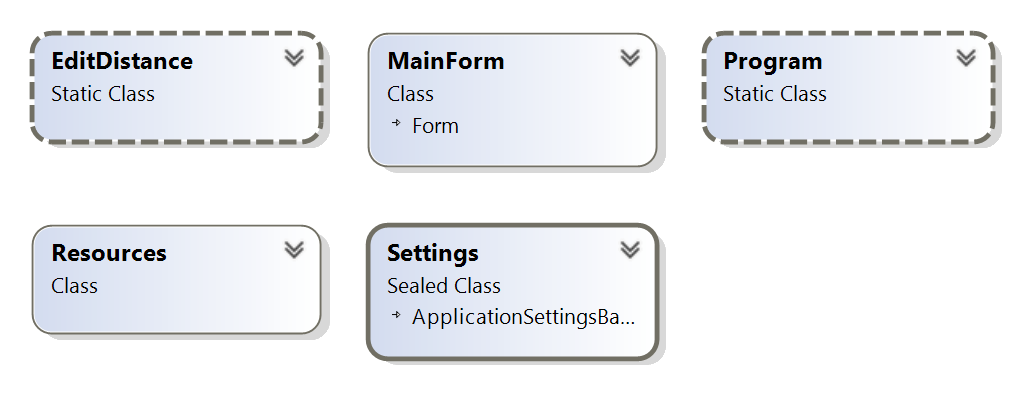 EditDistance
Static Class
MainForm
Class
Form
Program
Static Class
Resources
Class
Settings
Sealed Class
ApplicationSettingsBa...